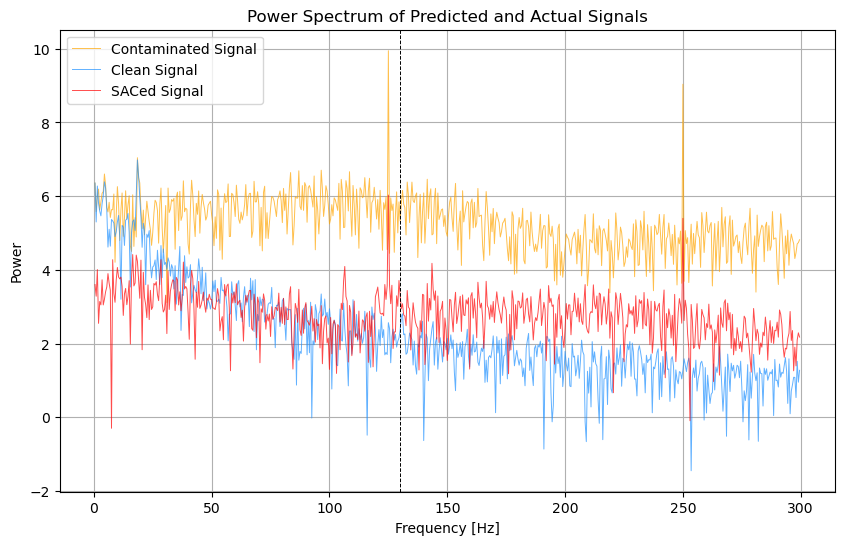 Power Spectrum of Predicted and Actual Signals
Contaminated Signal
Clean Signal
SACed Signal
Power
10
8
6
4
2
0
−2
0 50 100 150 200 250 300
Frequency [Hz]